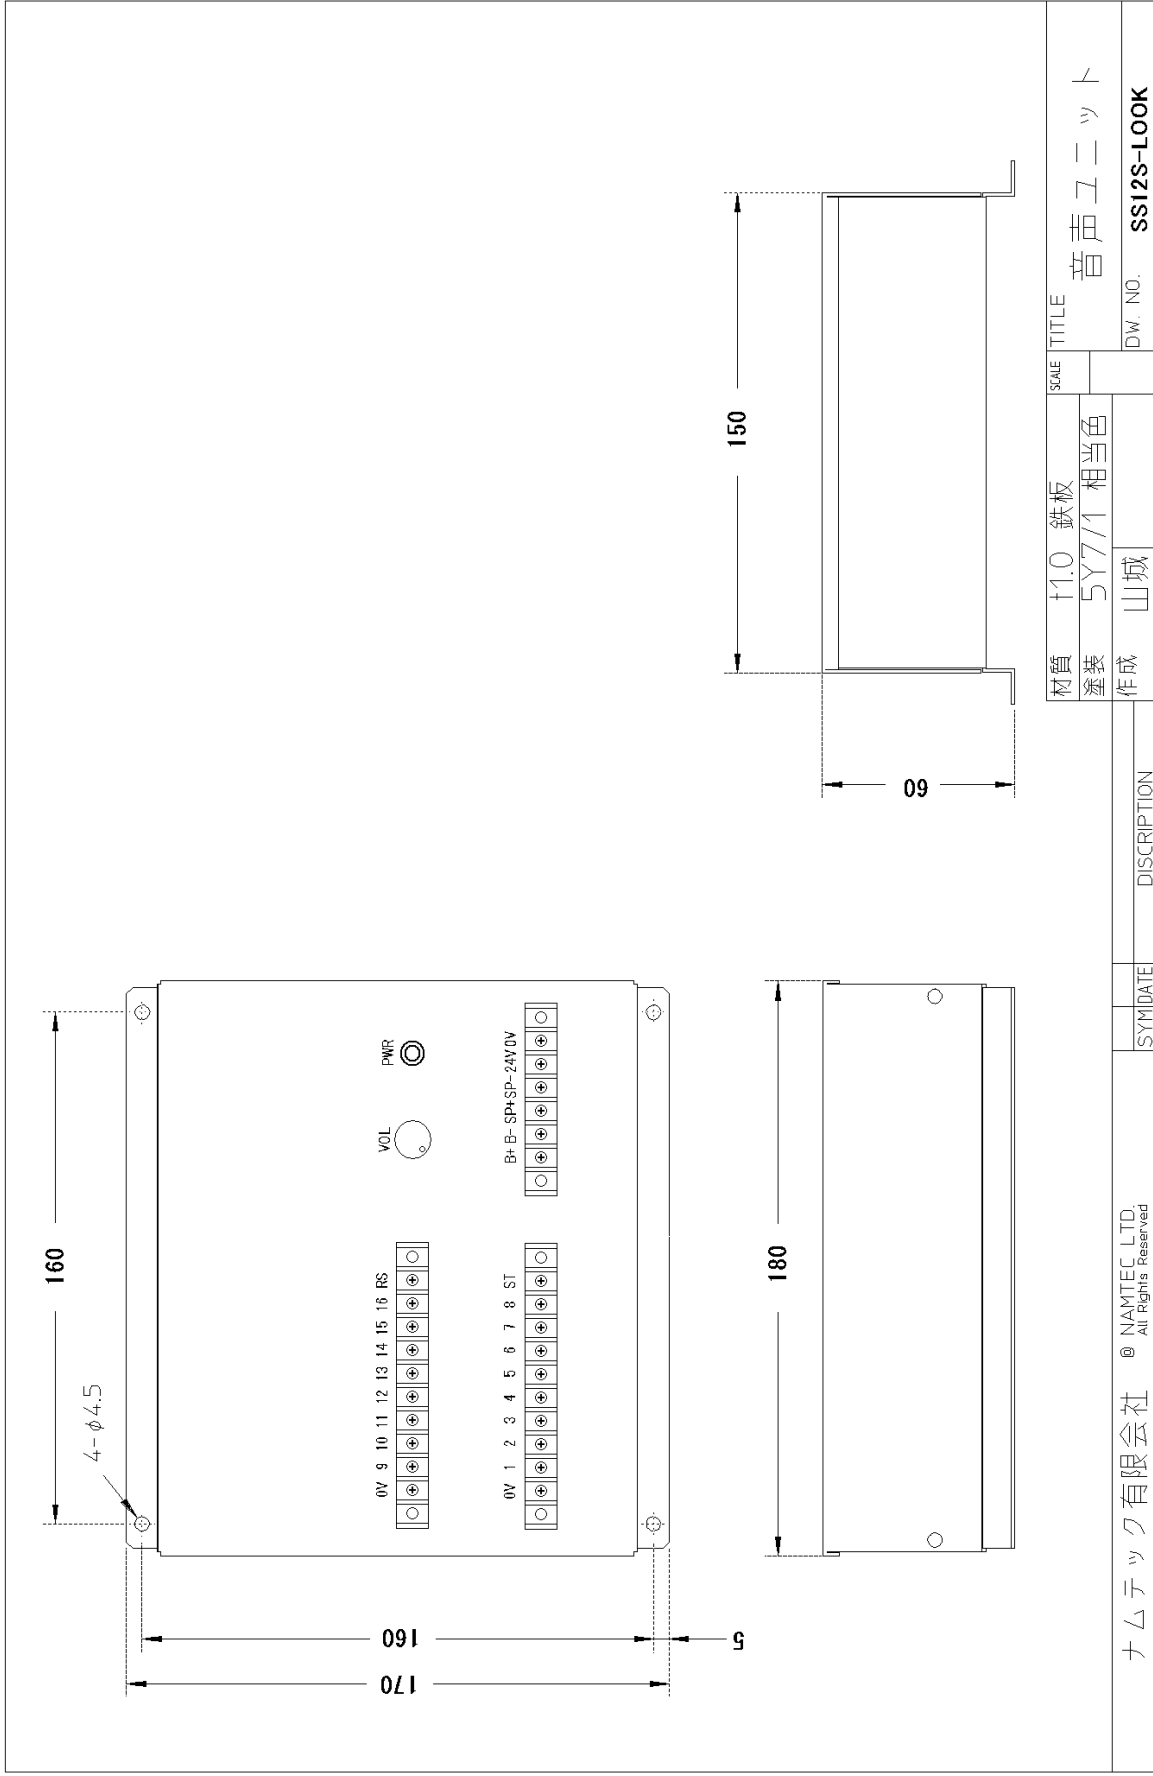 160
4-φ4.5
160
170
5
VOL
PWR
0V 9 10 11 12 13 14 15 16 RS
0V 1 2 3 4 5 6 7 8 ST
B+ B- SP+ SP- 24V 0V
180
150
60
ナムテック有限会社
@ NAMTEC LTD.
All Rights Reserved
SYM
DATE
DISCRIPTION
材質 t1.0 鉄板
塗装 5Y7/1 相当色
作成 山城
SCALE
TITLE
音声ユニット
DW. NO.
SS12S-LOOK